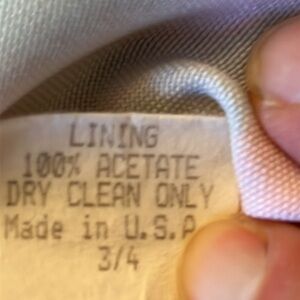 LINING
100% ACETATE
DRY CLEAN ONLY
Made in U.S.A
3/4